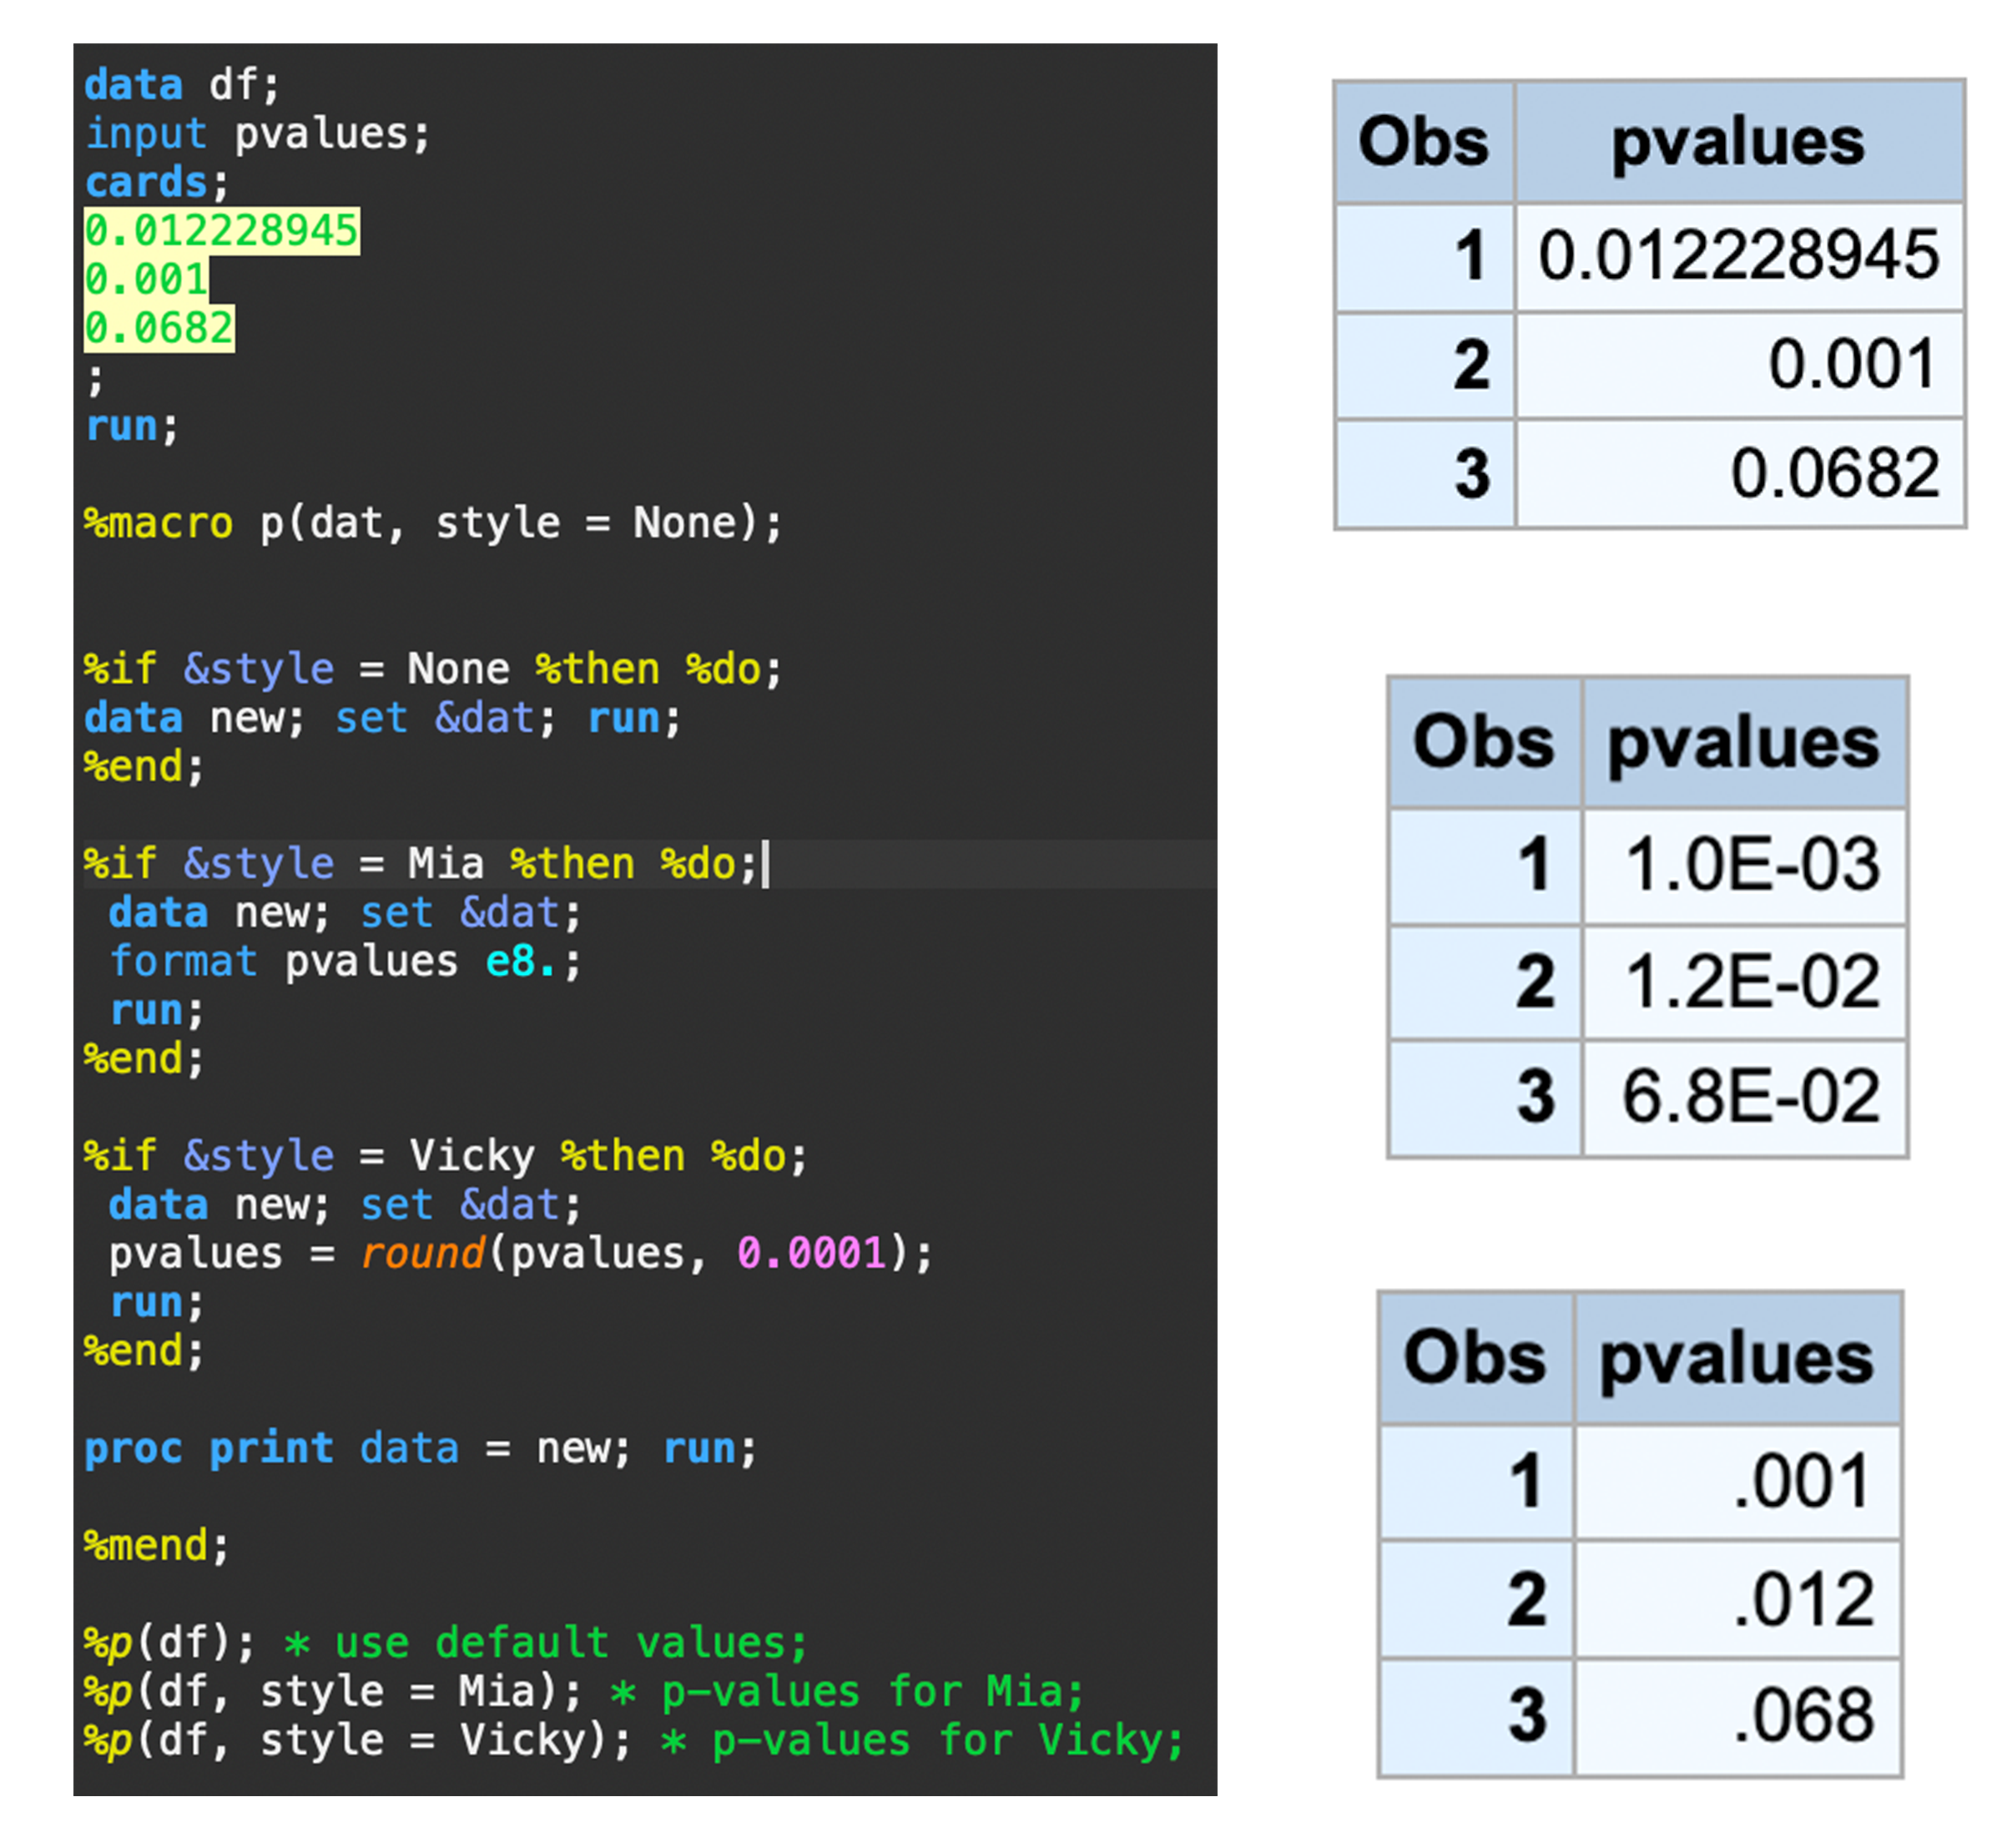 data df;
input pvalues;
cards;
0.012228945
0.001
0.0682
;
run;
%macro p(dat, style = None);
%if &style = None %then %do;
data new; set &dat; run;
%end;
%if &style = Mia %then %do;
data new; set &dat;
format pvalues e8.;
run;
%end;
%if &style = Vicky %then %do;
data new; set &dat;
pvalues = round(pvalues, 0.0001);
run;
%end;
proc print data = new; run;
%mend;
%p(df); * use default values;
%p(df, style = Mia); * p-values for Mia;
%p(df, style = Vicky); * p-values for Vicky;
Obs pvalues
1 0.012228945
2 0.001
3 0.0682
Obs pvalues
1 1.0E-03
2 1.2E-02
3 6.8E-02
Obs pvalues
1 .001
2 .012
3 .068